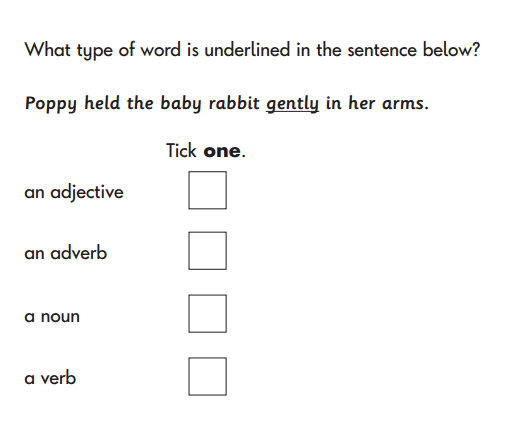 What type of word is underlined in the sentence below?
Poppy held the baby rabbit gently in her arms.
Tick one.
an adjective
an adverb
a noun
a verb